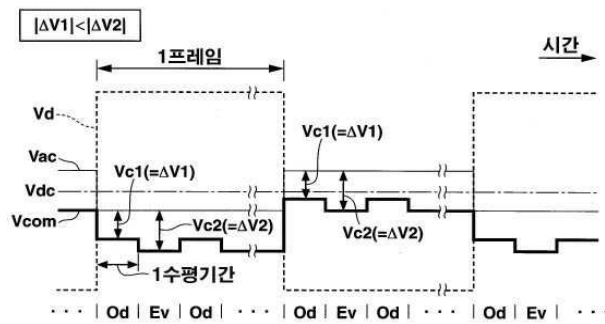 |ΔV1|<|ΔV2|
1프레임
시간
Vd
Vc1(=ΔV1)
Vac
Vc1(=ΔV1)
Vdc
Vcom
Vc2(=ΔV2)
Vc2(=ΔV2)
1수평기간
· · · Od Ev Od · · · Od Ev Od · · · Od Ev · · ·